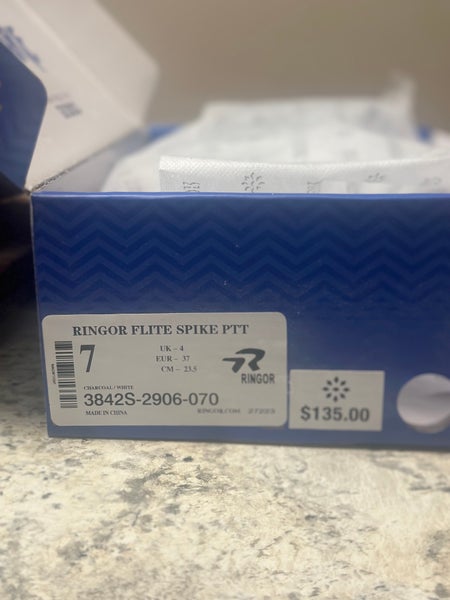 RINGOR FLITE SPIKE PTT
7
UK - 4
EUR - 37
CM - 23.5
RINGOR
CHARCOAL / WHITE
3842S-2906-070
MADE IN CHINA
RINGOR.COM
27223
$135.00